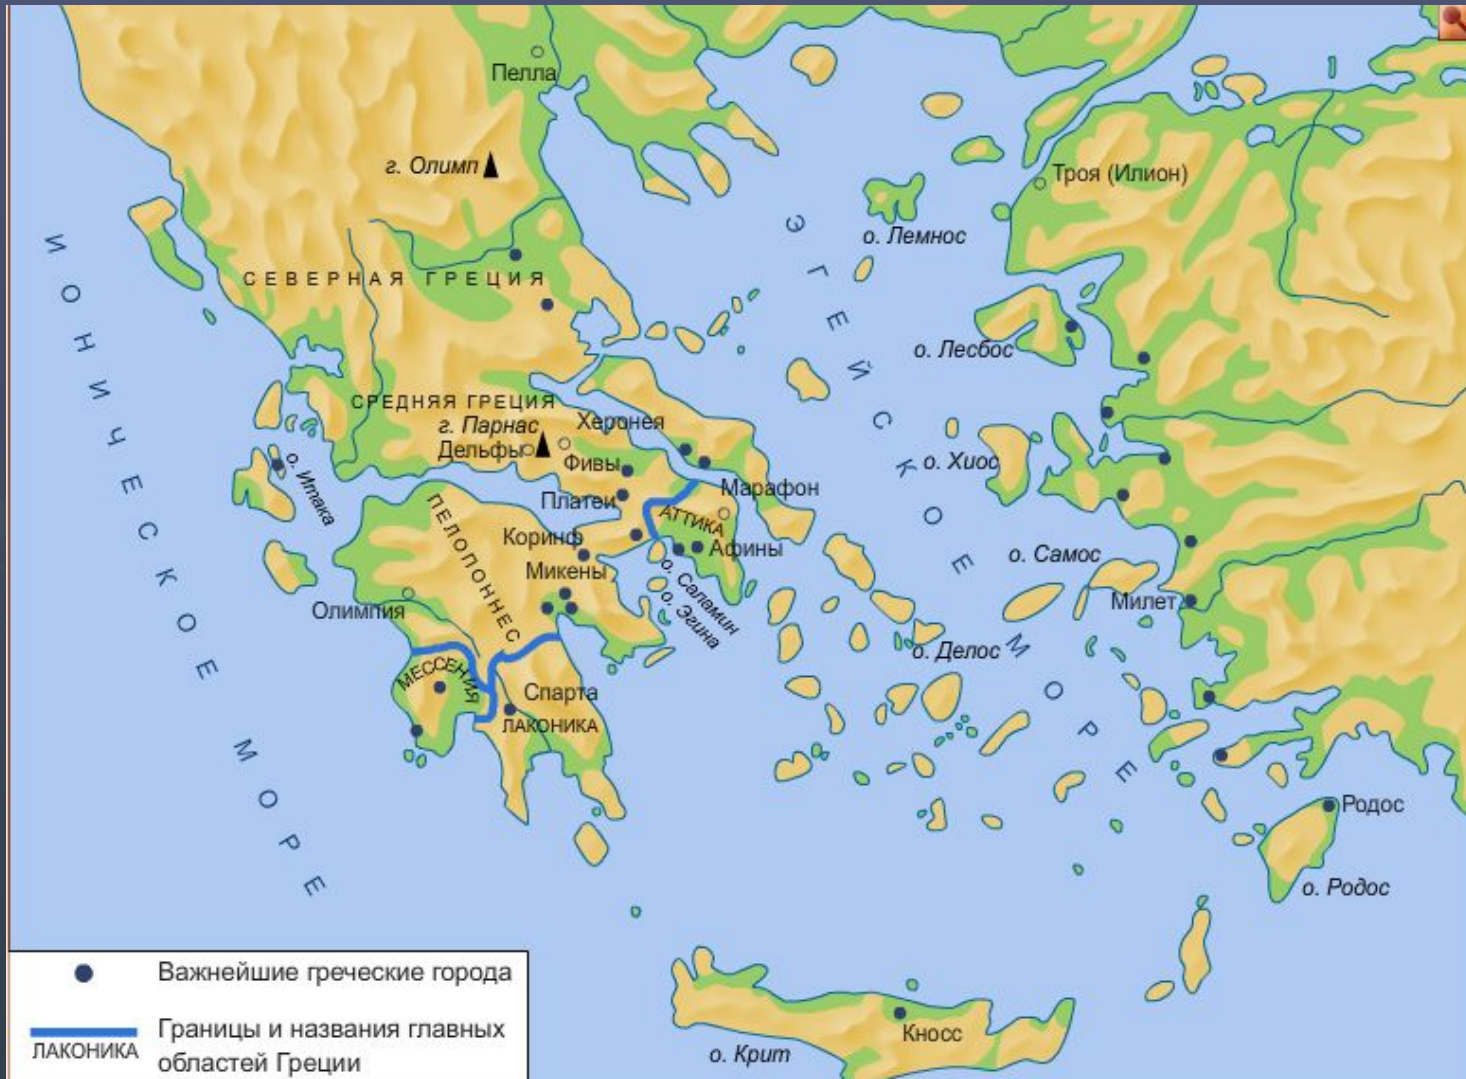 Пелла
г. Олимп
Троя (Илион)
о. Лемнос
ЭГЕЙСКОЕ МОРЕ
ИОНИЧЕСКОЕ МОРЕ
СЕВЕРНАЯ ГРЕЦИЯ
о. Лесбос
СРЕДНЯЯ ГРЕЦИЯ
г. Парнас
Херонея
Дельфы
Фивы
о. Хиос
о. Итака
Платеи
Марафон
ПЕЛОПОННЕС
АТТИКА
Коринф
Афины
о. Самос
Микены
о. Саламин
о. Эгина
Олимпия
Милет
о. Делос
МЕССЕНИЯ
Спарта
ЛАКОНИКА
Родос
о. Родос
Кносс
о. Крит
Важнейшие греческие города
Границы и названия главных
областей Греции
ЛАКОНИКА